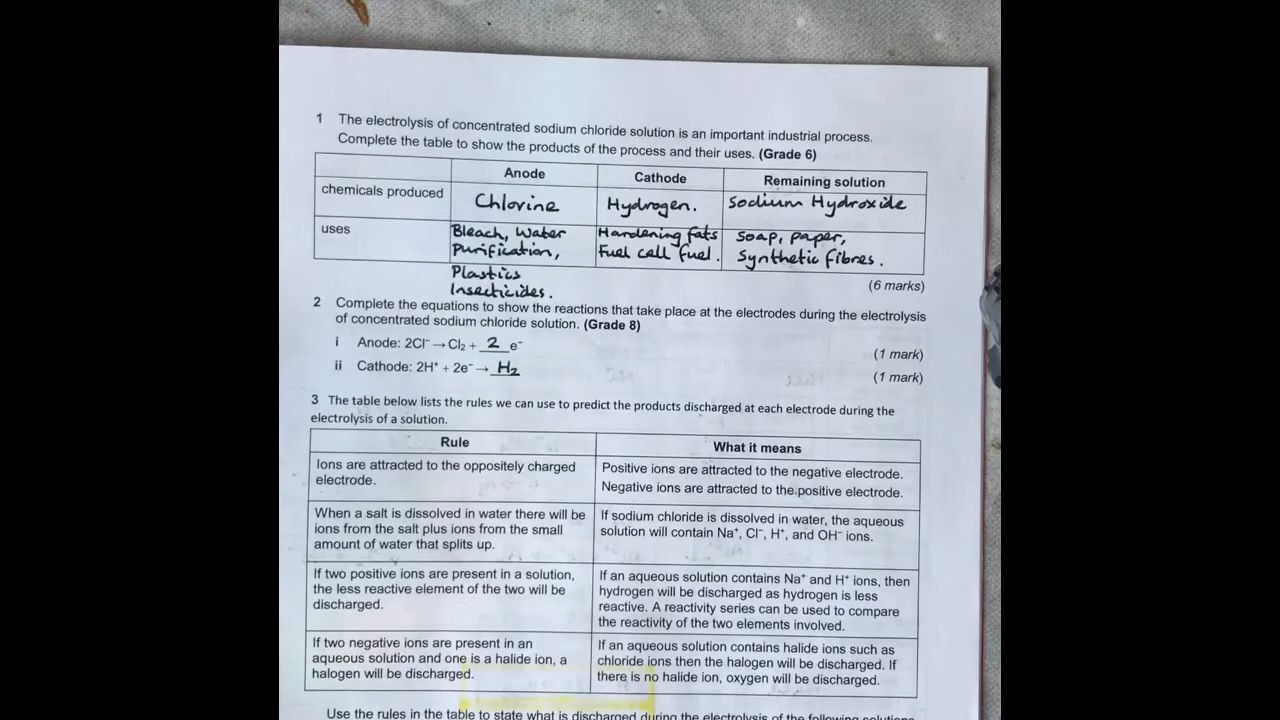 1 The electrolysis of concentrated sodium chloride solution is an important industrial process.
Complete the table to show the products of the process and their uses. (Grade 6)
Anode Cathode Remaining solution
chemicals produced Chlorine Hydrogen. Sodium Hydroxide
uses Bleach, Water Hardening fats Soap, paper,
Purification, Fuel cell fuel. Synthetic fibres.
Plastics
Insecticides.
(6 marks)
2 Complete the equations to show the reactions that take place at the electrodes during the electrolysis
of concentrated sodium chloride solution. (Grade 8)
i Anode: 2Cl⁻ → Cl₂ + 2 e⁻ (1 mark)
ii Cathode: 2H⁺ + 2e⁻ → H₂ (1 mark)
3 The table below lists the rules we can use to predict the products discharged at each electrode during the
electrolysis of a solution.
Rule What it means
Ions are attracted to the oppositely charged
electrode.
Positive ions are attracted to the negative electrode.
Negative ions are attracted to the positive electrode.
When a salt is dissolved in water there will be
ions from the salt plus ions from the small
amount of water that splits up.
If sodium chloride is dissolved in water, the aqueous
solution will contain Na⁺, Cl⁻, H⁺, and OH⁻ ions.
If two positive ions are present in a solution,
the less reactive element of the two will be
discharged.
If an aqueous solution contains Na⁺ and H⁺ ions, then
hydrogen will be discharged as hydrogen is less
reactive. A reactivity series can be used to compare
the reactivity of the two elements involved.
If two negative ions are present in an
aqueous solution and one is a halide ion, a
halogen will be discharged.
If an aqueous solution contains halide ions such as
chloride ions then the halogen will be discharged. If
there is no halide ion, oxygen will be discharged.
Use the rules in the table to state what is discharged during the electrolysis of the following solutions